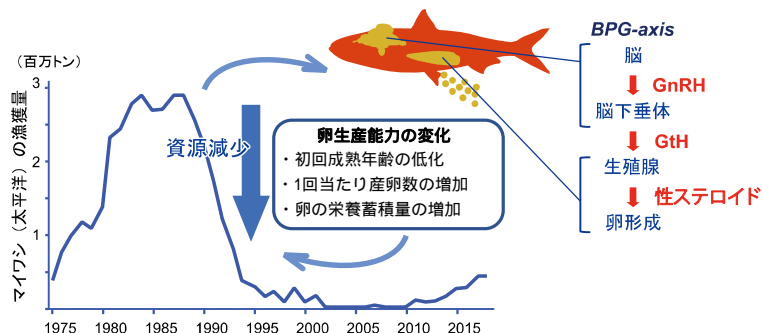 （百万トン）
マイワシ（太平洋）の漁獲量
3
2
1
1975
1980
1985
1990
1995
2000
2005
2010
2015
資源減少
卵生産能力の変化
・初回成熟年齢の低化
・1回当たり産卵数の増加
・卵の栄養蓄積量の増加
BPG-axis
脳
GnRH
脳下垂体
GtH
生殖腺
性ステロイド
卵形成